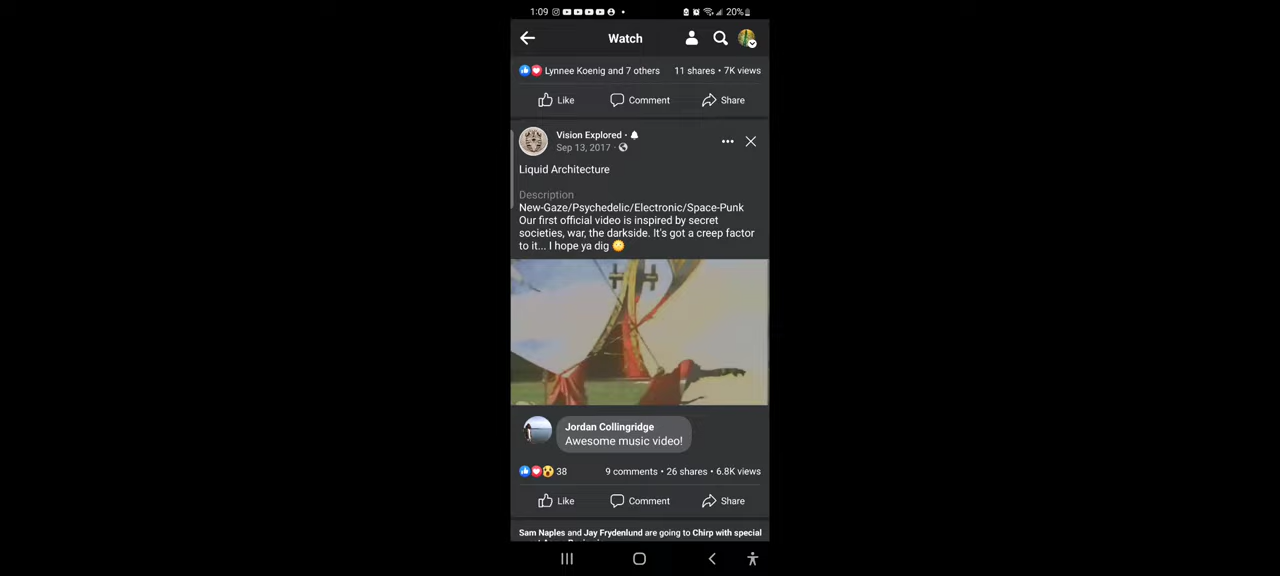 1:09
20%
Watch
Lynnee Koenig and 7 others 11 shares • 7K views
Like Comment Share
Vision Explored •
Sep 13, 2017 •
Liquid Architecture
Description
New-Gaze/Psychedelic/Electronic/Space-Punk
Our first official video is inspired by secret
societies, war, the darkside. It's got a creep factor
to it... I hope ya dig 😳
Jordan Collingridge
Awesome music video!
38 9 comments • 26 shares • 6.8K views
Like Comment Share
Sam Naples and Jay Frydenlund are going to Chirp with special